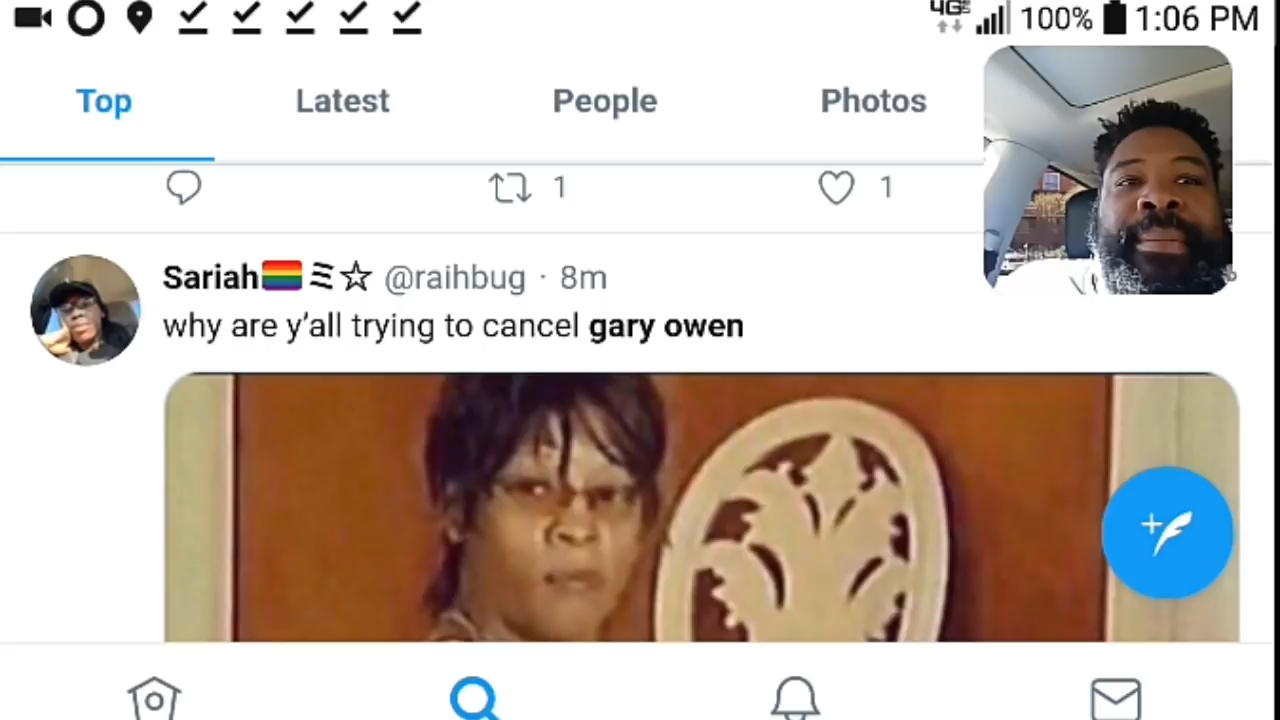 4G 100% 1:06 PM
Top Latest People Photos
1 1
Sariah🏳️‍🌈ミ☆ @raihbug · 8m
why are y'all trying to cancel gary owen